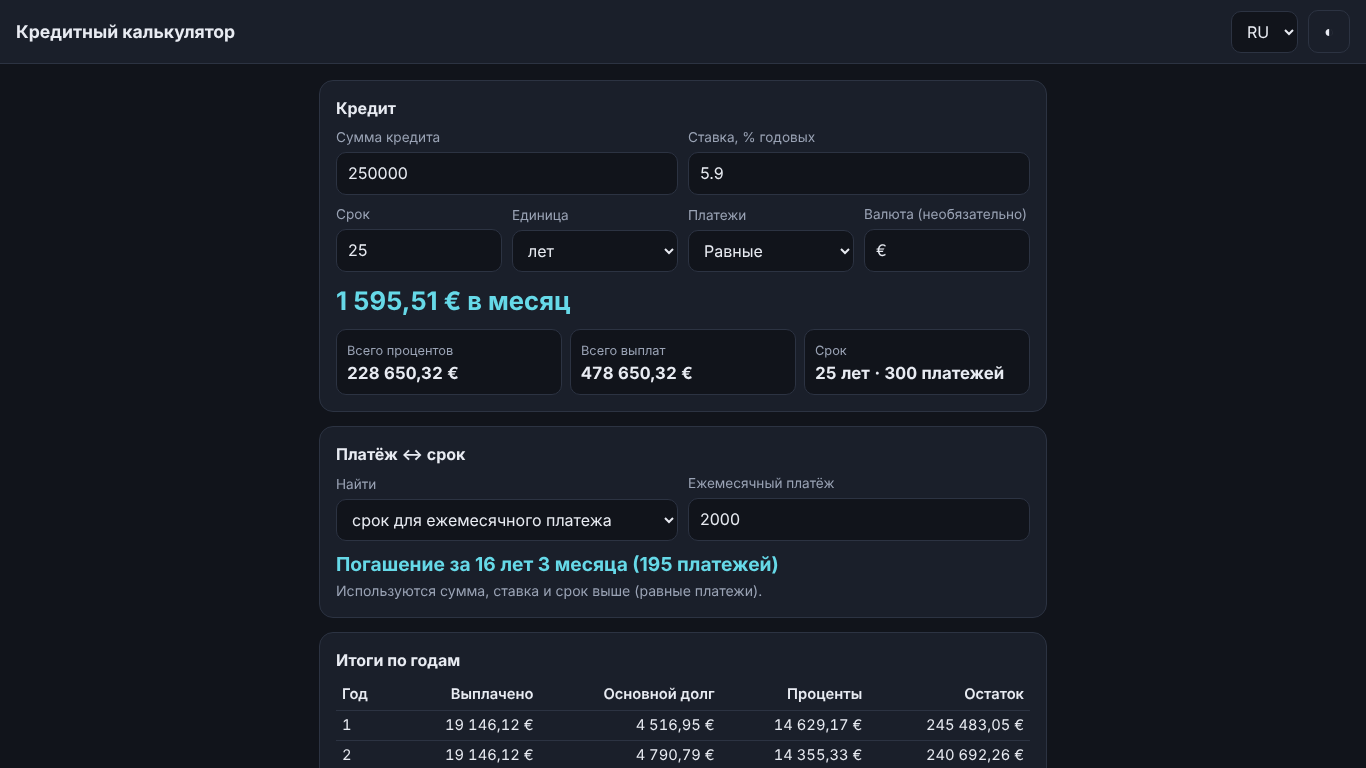 Кредитный калькулятор RU
Кредит
Сумма кредита Ставка, % годовых
250000 5.9
Срок Единица Платежи Валюта (необязательно)
25 лет Равные €
1 595,51 € в месяц
Всего процентов Всего выплат Срок
228 650,32 € 478 650,32 € 25 лет · 300 платежей
Платёж ↔ срок
Найти Ежемесячный платёж
срок для ежемесячного платежа 2000
Погашение за 16 лет 3 месяца (195 платежей)
Используются сумма, ставка и срок выше (равные платежи).
Итоги по годам
Год Выплачено Основной долг Проценты Остаток
1 19 146,12 € 4 516,95 € 14 629,17 € 245 483,05 €
2 19 146,12 € 4 790,79 € 14 355,33 € 240 692,26 €